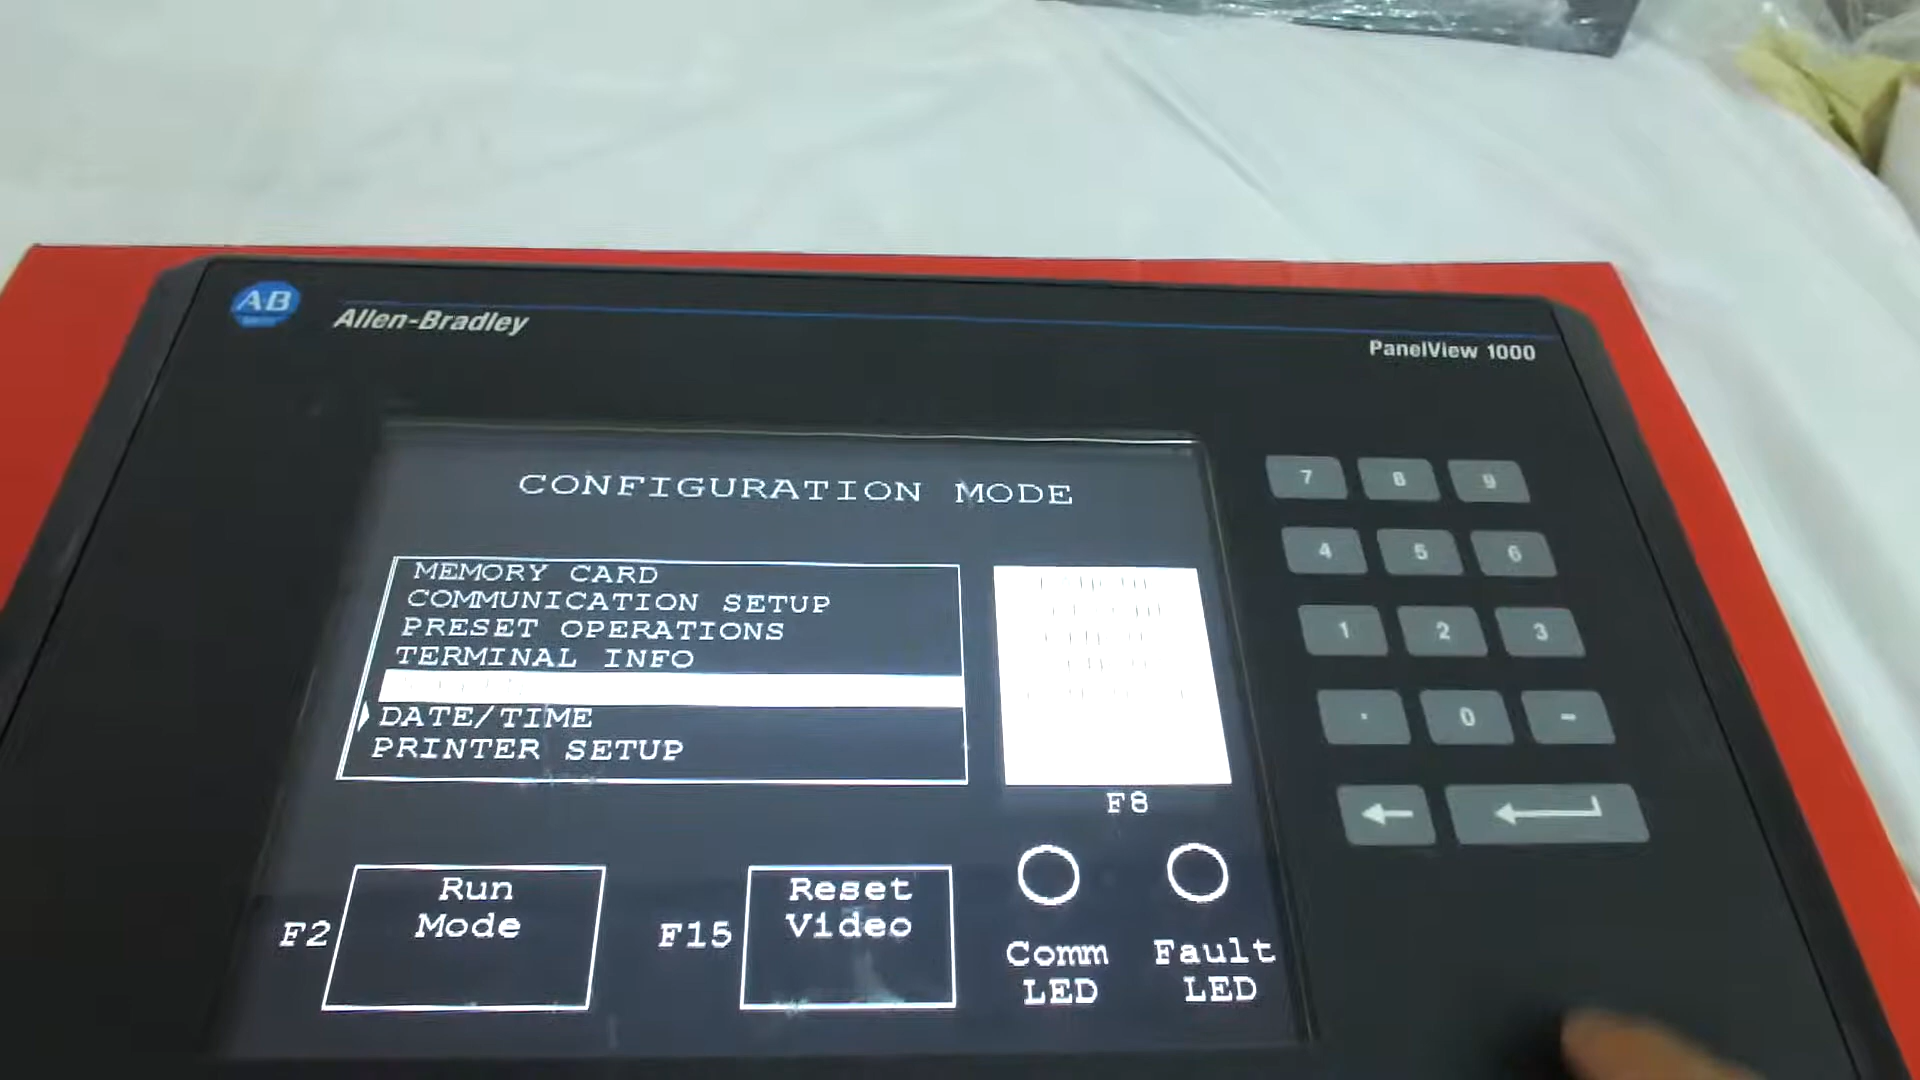 AB
Allen-Bradley
PanelView 1000
CONFIGURATION MODE
MEMORY CARD
COMMUNICATION SETUP
PRESET OPERATIONS
TERMINAL INFO
DATE/TIME
PRINTER SETUP
F8
F2
Run
Mode
F15
Reset
Video
Comm
LED
Fault
LED
7 8 9
4 5 6
1 2 3
. 0 -